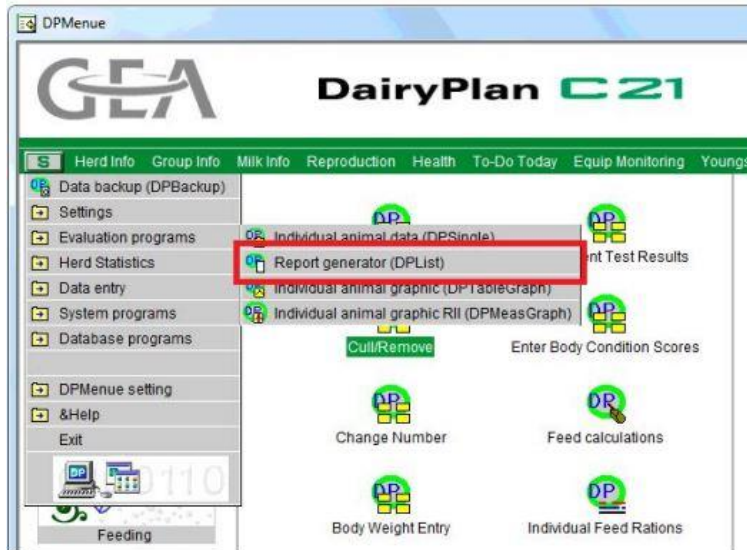 DPMenue
GEA DairyPlan C21
S Herd Info Group Info Milk Info Reproduction Health To-Do Today Equip Monitoring Youngs
Data backup (DPBackup)
Settings
Evaluation programs
Herd Statistics
Data entry
System programs
Database programs
DPMenue setting
&Help
Exit
Individual animal data (DPSingle)
Report generator (DPList)
Individual animal graphic (DPTableGraph)
Individual animal graphic RII (DPMeasGraph)
nt Test Results
Cull/Remove
Enter Body Condition Scores
Change Number
Feed calculations
Body Weight Entry
Individual Feed Rations
Feeding